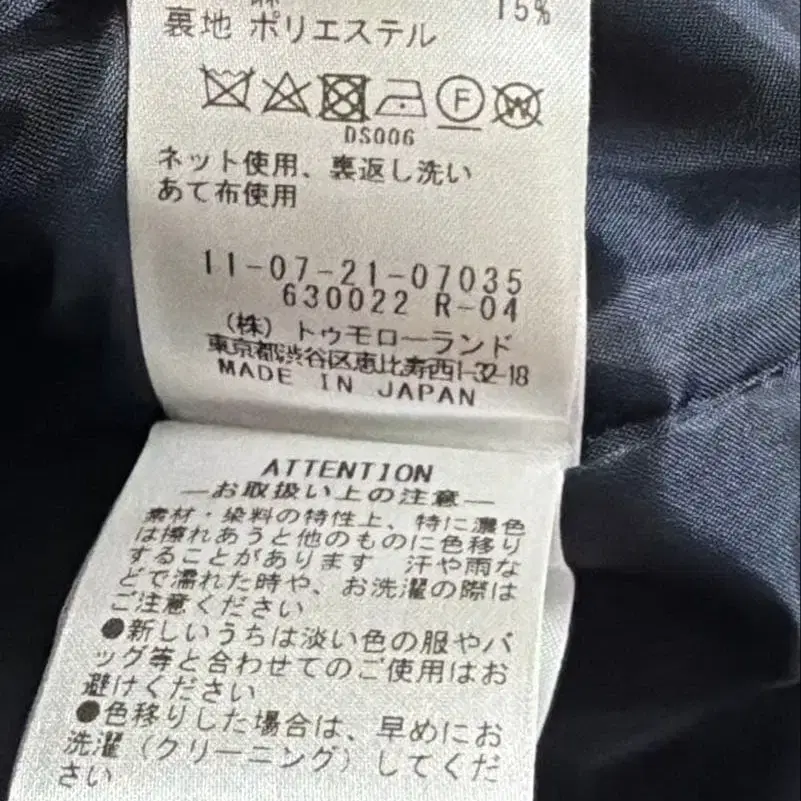 麻 15%
裏地 ポリエステル
F W
DS006
ネット使用、裏返し洗い
あて布使用
11-07-21-07035
630022 R-04
(株) トゥモローランド
東京都渋谷区恵比寿西1-32-18
MADE IN JAPAN
ATTENTION
―お取扱い上の注意―
素材・染料の特性上、特に濃色
は擦れあうと他のものに色移り
することがあります 汗や雨な
どで濡れた時や、お洗濯の際は
ご注意ください
●新しいうちは淡い色の服やバ
ッグ等と合わせてのご使用はお
避けください
●色移りした場合は、早めにお
洗濯(クリーニング)してくだ
さい